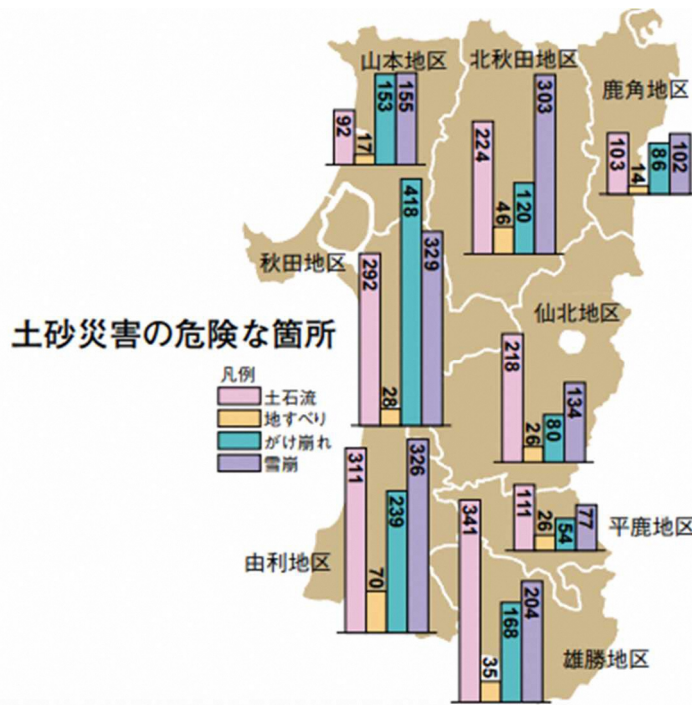 山本地区
92
17
153
155
北秋田地区
224
46
120
303
鹿角地区
103
14
86
102
秋田地区
292
28
418
329
土砂災害の危険な箇所
凡例
土石流
地すべり
がけ崩れ
雪崩
仙北地区
218
26
80
134
由利地区
311
70
239
326
平鹿地区
111
26
54
77
雄勝地区
341
35
168
204